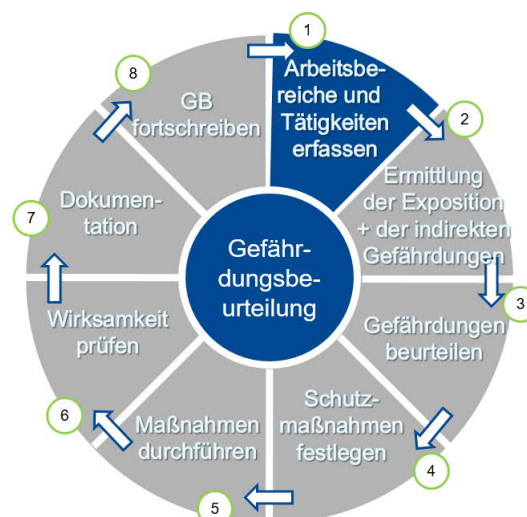 1
Arbeitsbe-
reiche und
Tätigkeiten
erfassen
2
Ermittlung
der Exposition
+ der indirekten
Gefährdungen
3
Gefährdungen
beurteilen
4
Schutz-
maßnahmen
festlegen
5
Maßnahmen
durchführen
6
Wirksamkeit
prüfen
7
Dokumen-
tation
8
GB
fortschreiben
Gefähr-
dungsbe-
urteilung